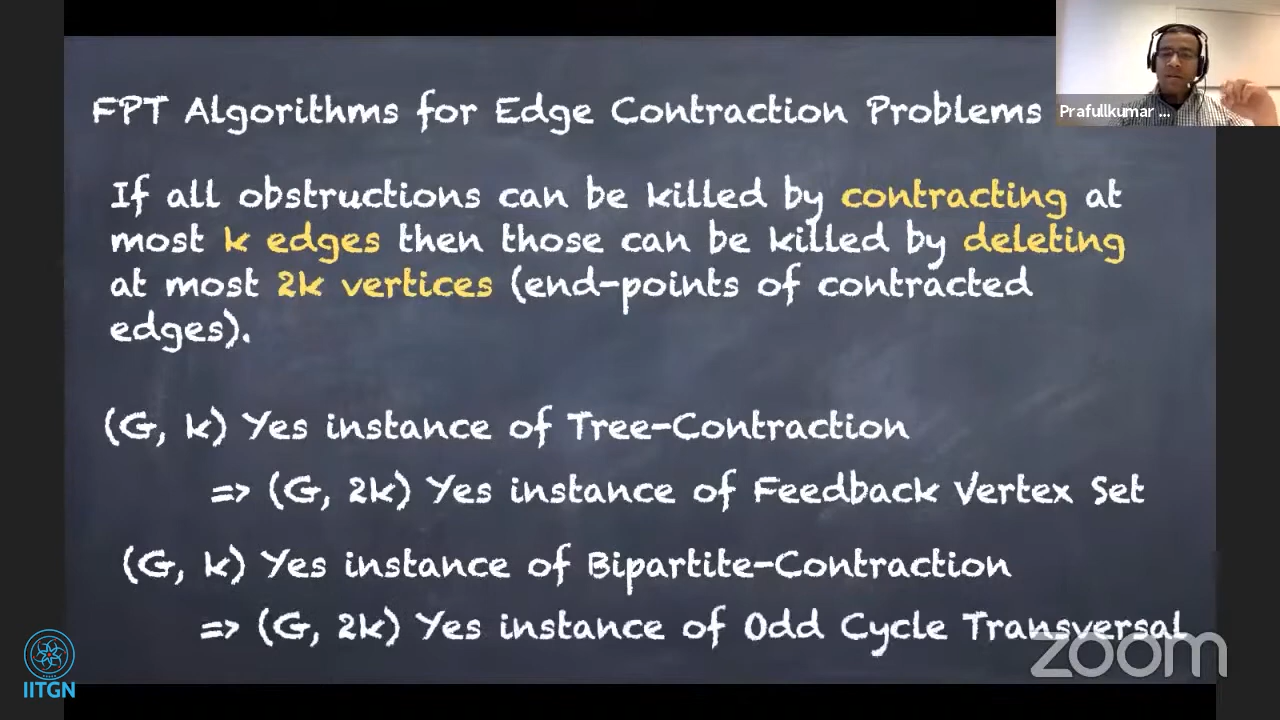 FPT Algorithms for Edge Contraction Problems
Prafullkumar ...
If all obstructions can be killed by contracting at
most k edges then those can be killed by deleting
at most 2k vertices (end-points of contracted
edges).
(G, k) Yes instance of Tree-Contraction
=> (G, 2k) Yes instance of Feedback Vertex Set
(G, k) Yes instance of Bipartite-Contraction
=> (G, 2k) Yes instance of Odd Cycle Transversal
zoom
IITGN